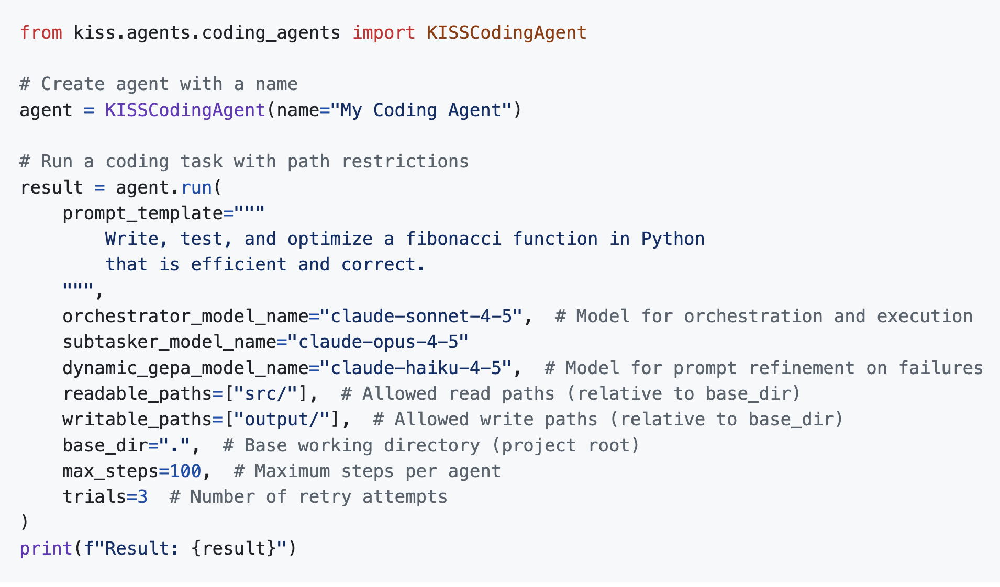 from kiss.agents.coding_agents import KISSCodingAgent

# Create agent with a name
agent = KISSCodingAgent(name="My Coding Agent")

# Run a coding task with path restrictions
result = agent.run(
    prompt_template="""
        Write, test, and optimize a fibonacci function in Python
        that is efficient and correct.
    """,
    orchestrator_model_name="claude-sonnet-4-5",  # Model for orchestration and execution
    subtasker_model_name="claude-opus-4-5"
    dynamic_gepa_model_name="claude-haiku-4-5",  # Model for prompt refinement on failures
    readable_paths=["src/"],  # Allowed read paths (relative to base_dir)
    writable_paths=["output/"],  # Allowed write paths (relative to base_dir)
    base_dir=".",  # Base working directory (project root)
    max_steps=100,  # Maximum steps per agent
    trials=3  # Number of retry attempts
)
print(f"Result: {result}")